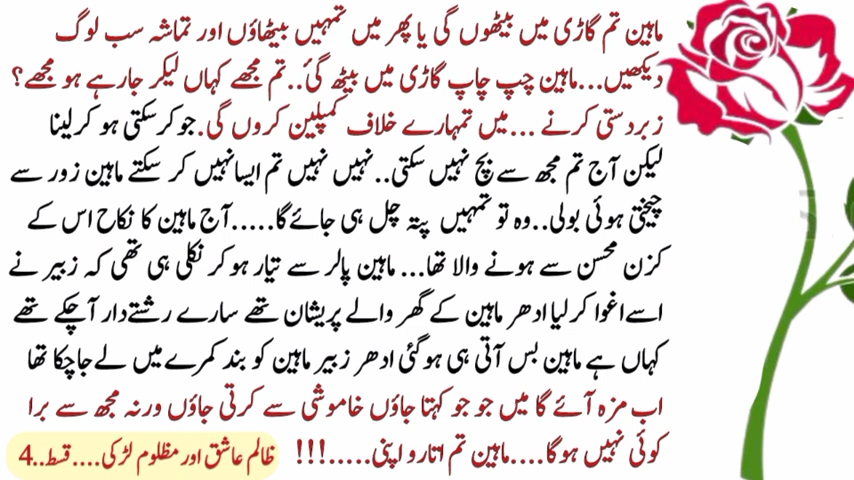 ماہین تم گاڑی میں بیٹھوں گی یا پھر میں تمہیں بیٹھاؤں اور تماشہ سب لوگ
دیکھیں...ماہین چپ چاپ گاڑی میں بیٹھ گئ..تم مجھے کہاں لیکر جارہے ہو مجھے؟
زبردستی کرنے ...میں تمہارے خلاف کمپلین کروں گی.جو کرسکتی ہو کرلینا
لیکن آج تم مجھ سے بچ نہیں سکتی..نہیں نہیں تم ایسا نہیں کر سکتے ماہین زور سے
چیختی ہوئی بولی..وہ تو تمہیں پتہ چل ہی جائے گا.....آج ماہین کا نکاح اس کے
کزن محسن سے ہونے والا تھا... ماہین پالر سے تیار ہو کر نکلی ہی تھی کہ زبیر نے
اسے اغوا کر لیا ادھر ماہین کے گھر والے پریشان تھے سارے رشتے دار آچکے تھے
کہاں ہے ماہین بس آتی ہی ہوگئی ادھر زبیر ماہین کو بند کمرے میں لے جاچکا تھا
اب مزہ آئے گا میں جو جو کہتا جاؤں خاموشی سے کرتی جاؤں ورنہ مجھ سے برا
کوئی نہیں ہوگا....ماہین تم اتارو اپنی.....!!!
ظالم عاشق اور مظلوم لڑکی....قسط..4